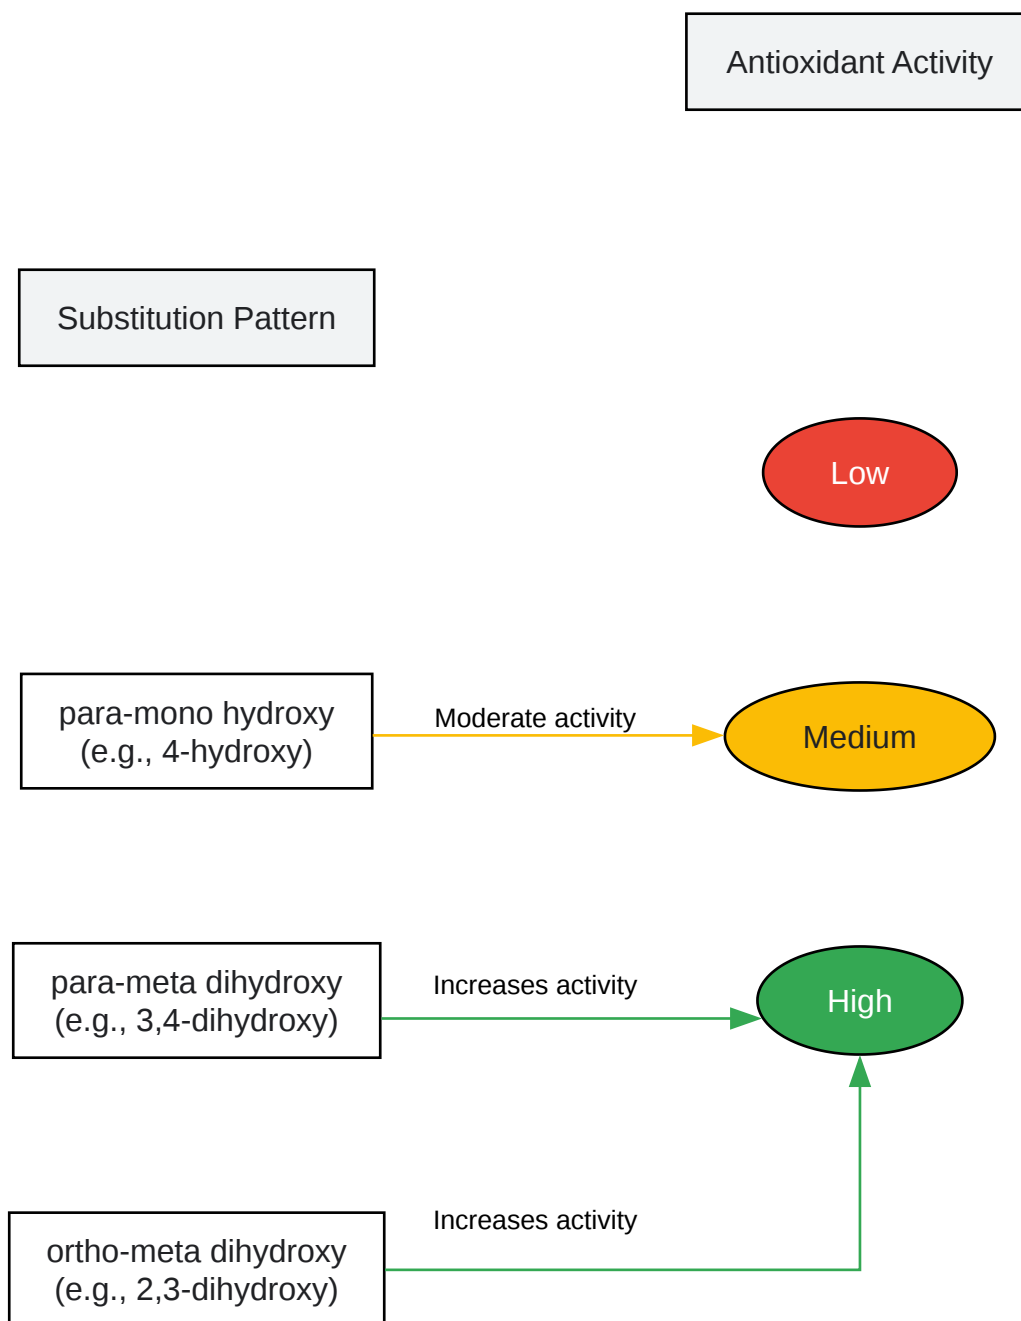 Antioxidant Activity
Substitution Pattern
Low
para-mono hydroxy
(e.g., 4-hydroxy)
Moderate activity
Medium
para-meta dihydroxy
(e.g., 3,4-dihydroxy)
Increases activity
High
ortho-meta dihydroxy
(e.g., 2,3-dihydroxy)
Increases activity